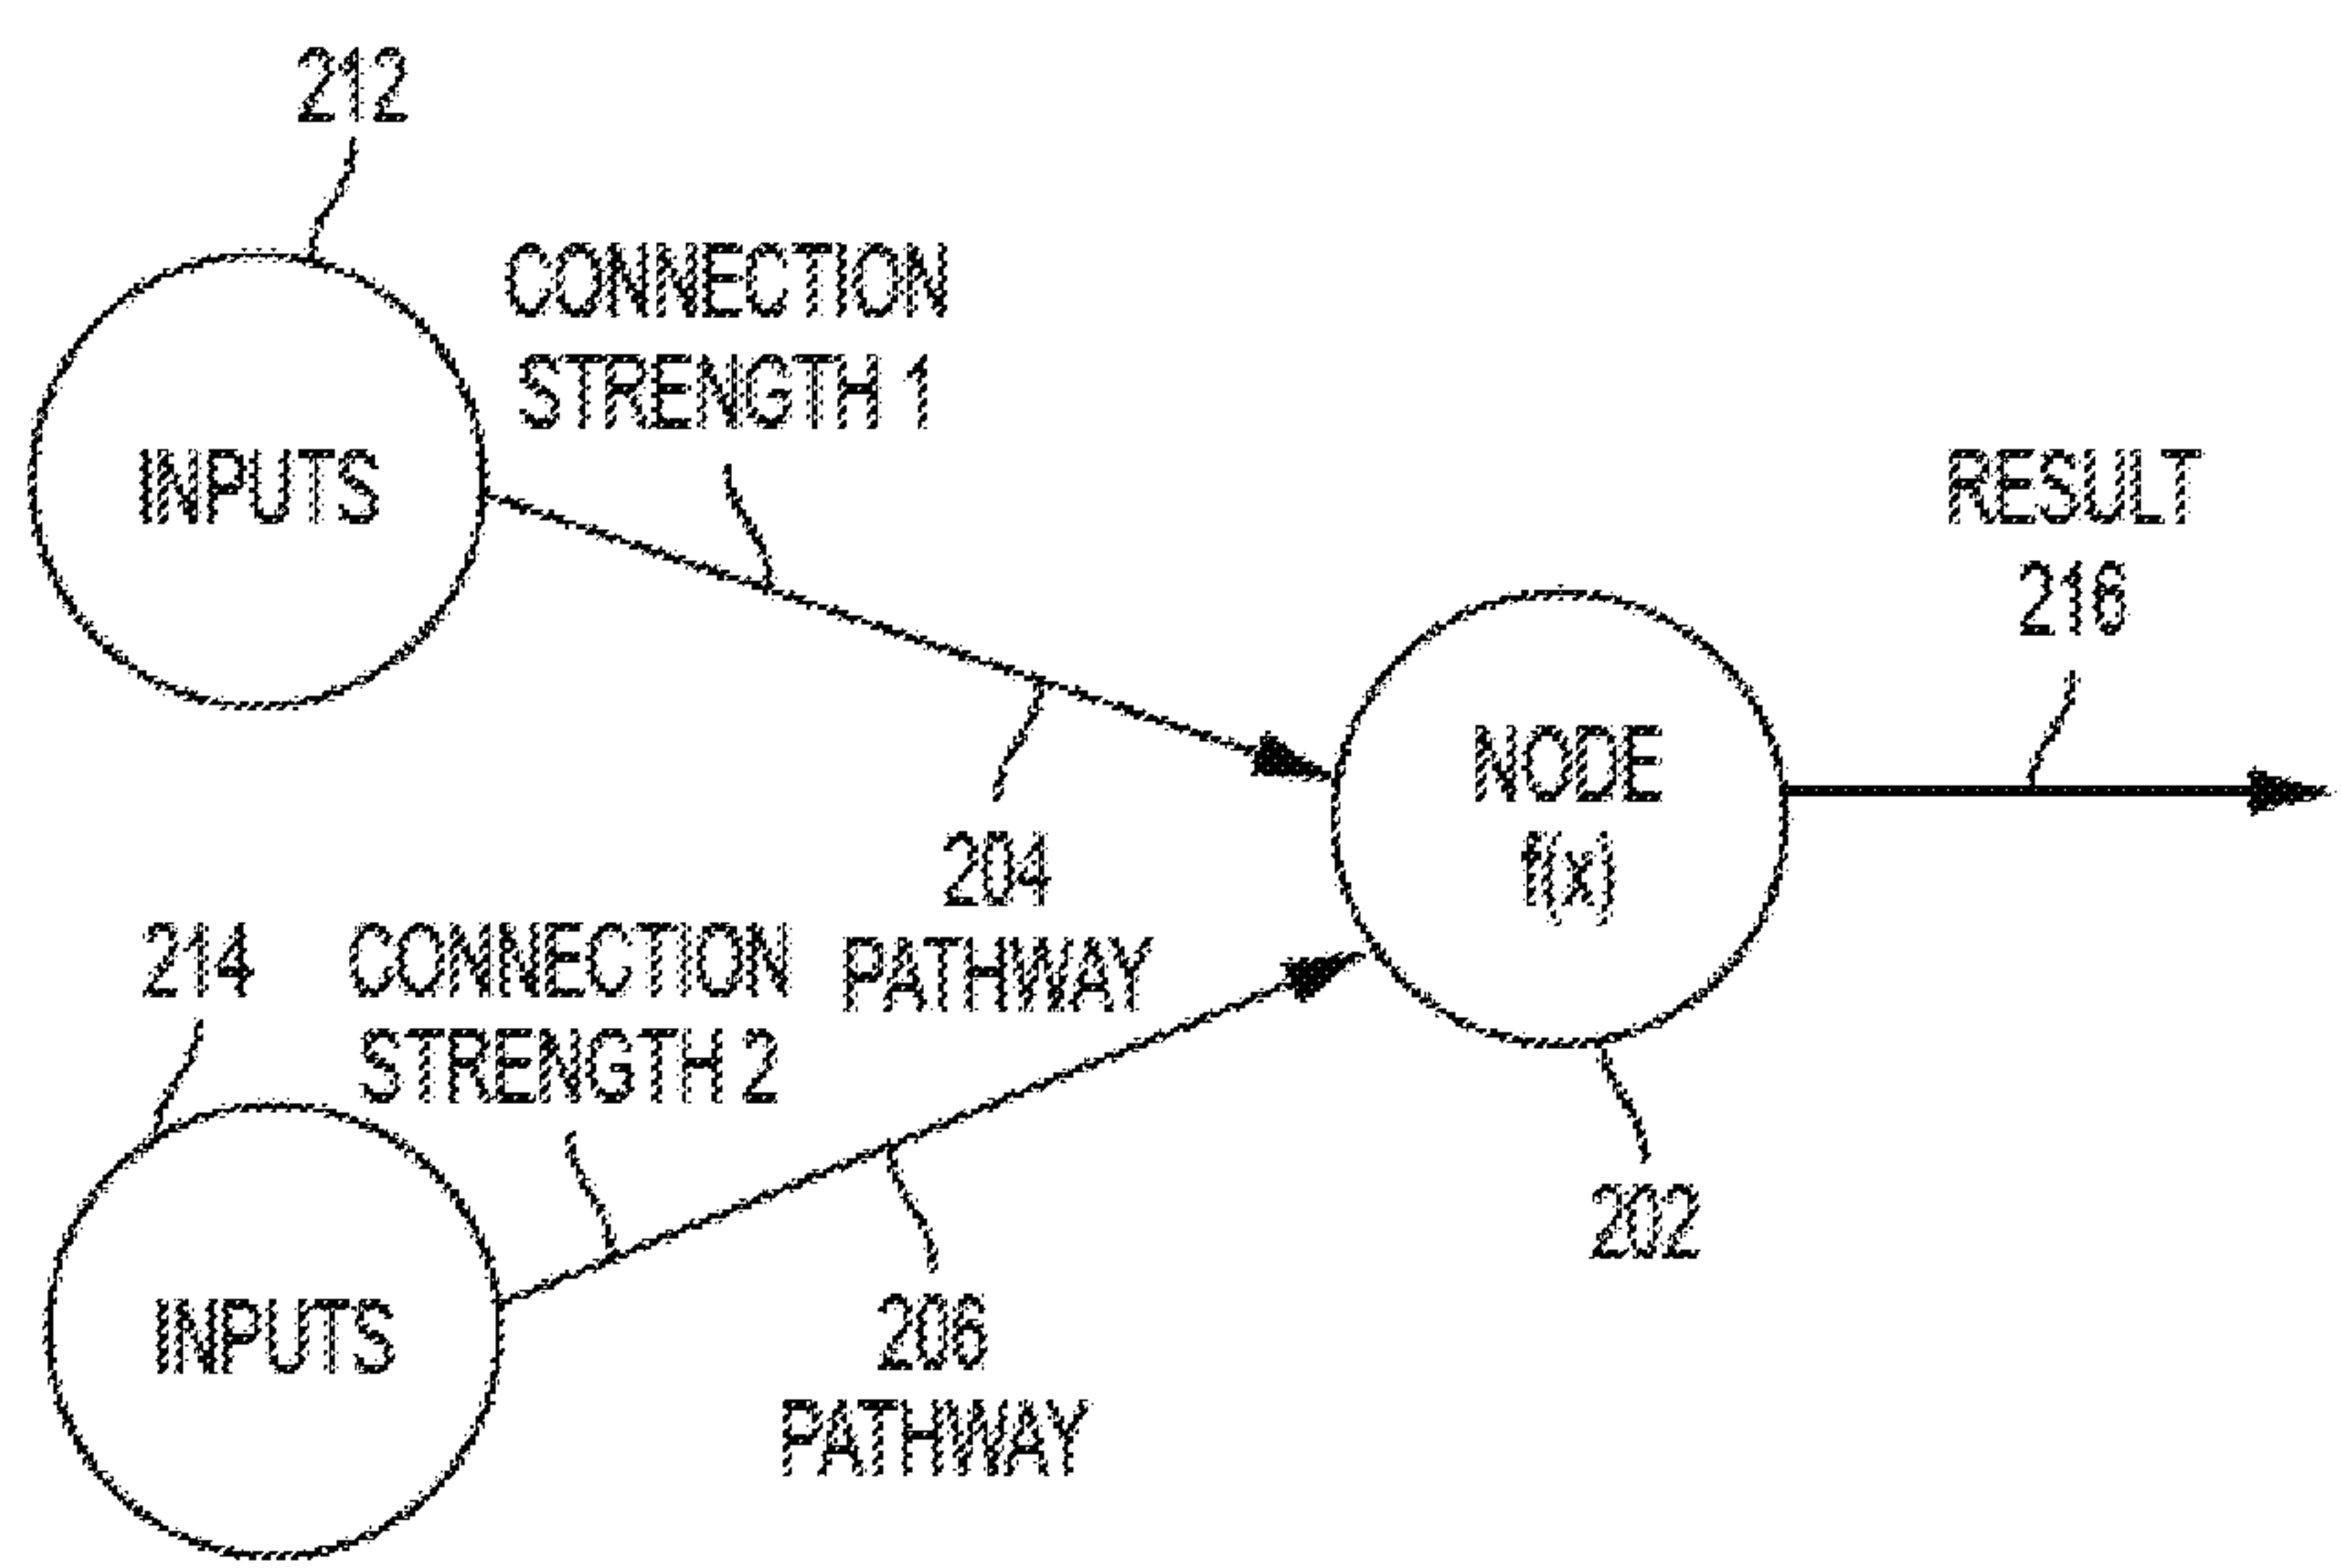 212
CONNECTION
STRENGTH 1
INPUTS
RESULT
216
NODE
f(x)
204
PATHWAY
214
CONNECTION
STRENGTH 2
202
INPUTS
206
PATHWAY